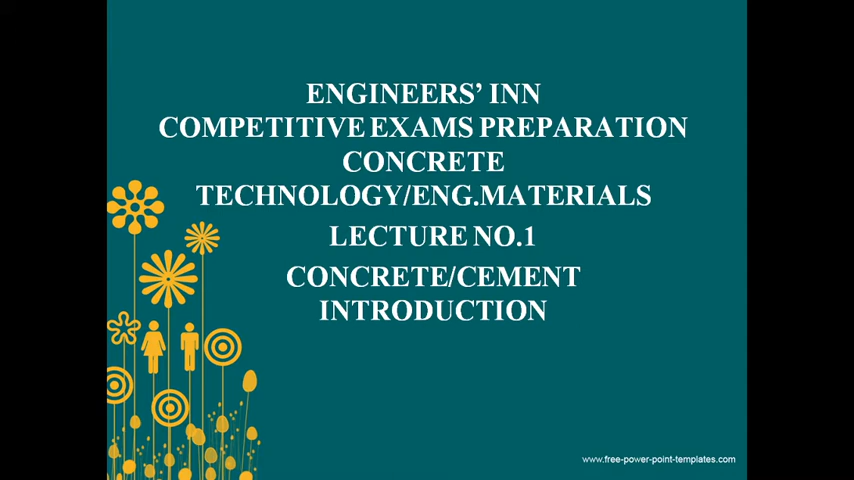 ENGINEERS’ INN
COMPETITIVE EXAMS PREPARATION
CONCRETE
TECHNOLOGY/ENG.MATERIALS
LECTURE NO.1
CONCRETE/CEMENT
INTRODUCTION
www.free-power-point-templates.com